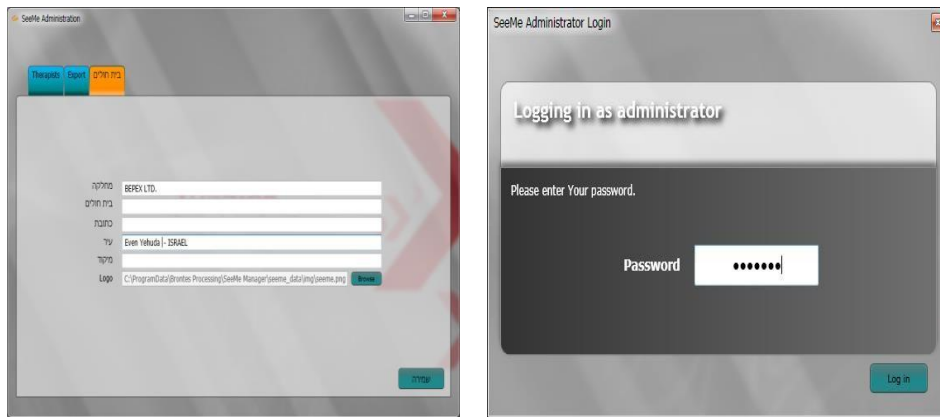 SeeMe Administration
Therapists Export בית חולים
מחלקה BEPEX LTD.
בית חולים
כתובת
עיר Even Yehuda - ISRAEL
מיקוד
Logo C:\ProgramData\Brontes Processing\SeeMe Manager\seeme_data\img\seeme.png Browse
שמירה
SeeMe Administrator Login
Logging in as administrator
Please enter Your password.
Password •••••••
Log in